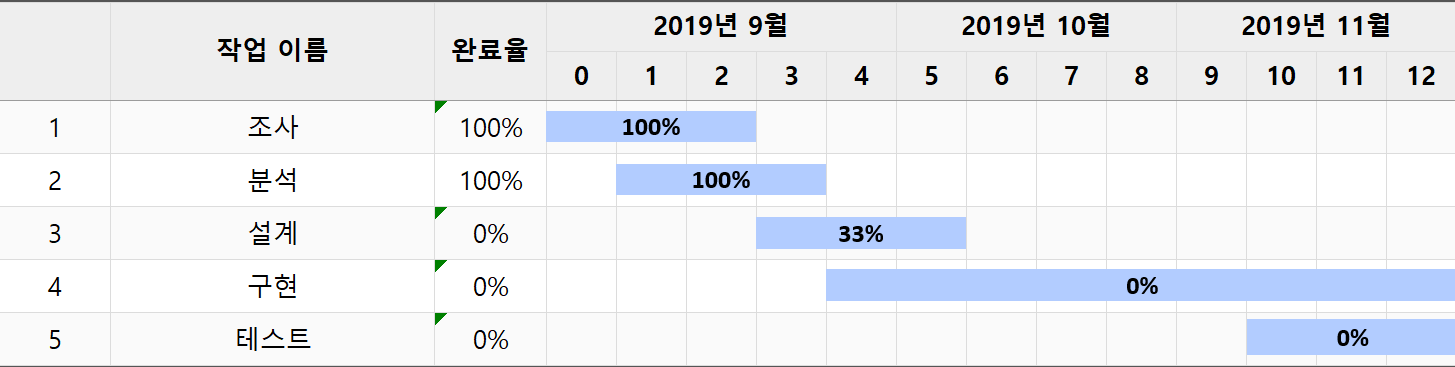 작업 이름 완료율 2019년 9월 2019년 10월 2019년 11월
0 1 2 3 4 5 6 7 8 9 10 11 12
1 조사 100% 100%
2 분석 100% 100%
3 설계 0% 33%
4 구현 0% 0%
5 테스트 0% 0%